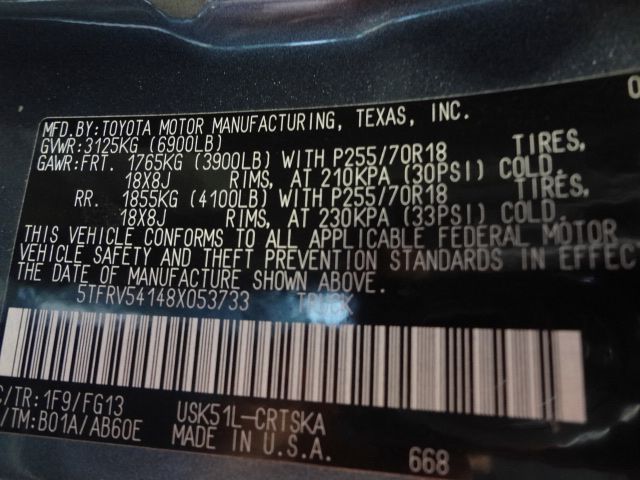 0
MFD.BY:TOYOTA MOTOR MANUFACTURING, TEXAS, INC.
GVWR:3125KG (6900LB)
GAWR:FRT. 1765KG (3900LB) WITH P255/70R18 TIRES,
18X8J RIMS, AT 210KPA (30PSI) COLD.
RR. 1855KG (4100LB) WITH P255/70R18 TIRES,
18X8J RIMS, AT 230KPA (33PSI) COLD.
THIS VEHICLE CONFORMS TO ALL APPLICABLE FEDERAL MOTOR
VEHICLE SAFETY AND THEFT PREVENTION STANDARDS IN EFFEC
THE DATE OF MANUFACTURE SHOWN ABOVE.
5TFRV54148X053733 TRUCK
C/TR:1F9/FG13 USK51L-CRTSKA
/TM:B01A/AB60E MADE IN U.S.A. 668